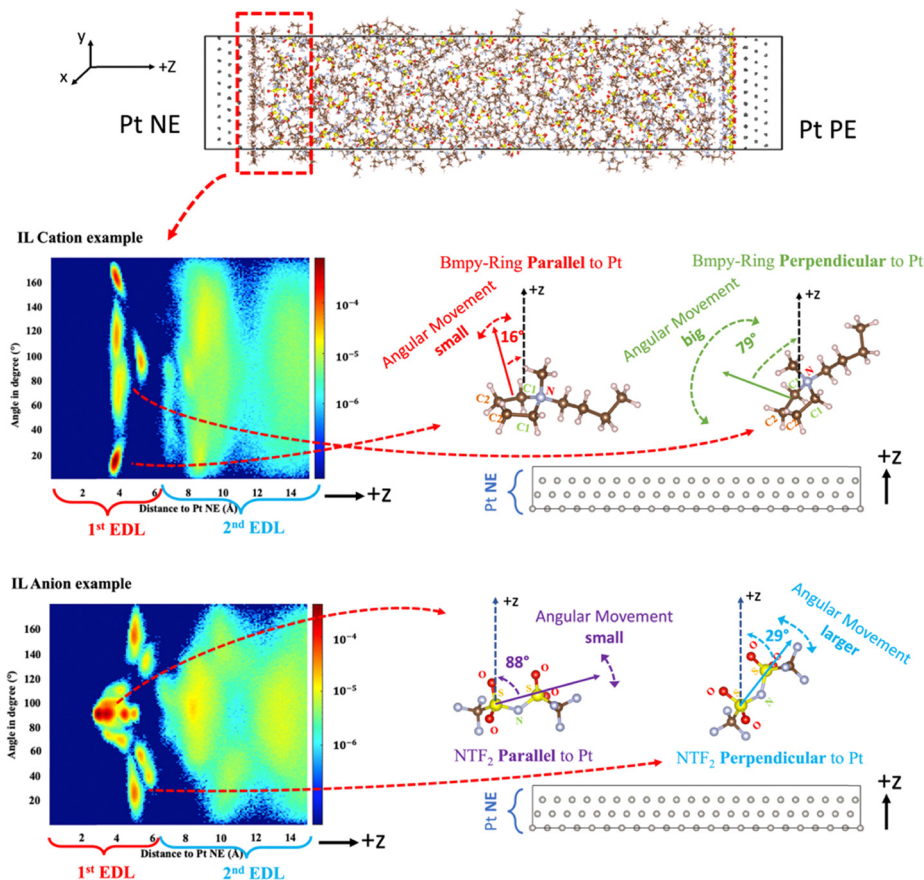 y
x
+Z
Pt NE
Pt PE
IL Cation example
Angle in degree (°)
180
160
140
120
100
80
60
40
20
2 4 6 8 10 12 14
Distance to Pt NE (Å)
10⁻⁴
10⁻⁵
10⁻⁶
1st EDL
2nd EDL
+z
Bmpy-Ring Parallel to Pt
+z
Angular Movement
small
16°
N
C1
C2
C2
C1
Bmpy-Ring Perpendicular to Pt
+z
Angular Movement
big
79°
N
C
C1
C2
C2
Pt NE
+z
IL Anion example
Angle in degree (°)
180
160
140
120
100
80
60
40
20
2 4 6 8 10 12 14
Distance to Pt NE (Å)
10⁻⁴
10⁻⁵
10⁻⁶
1st EDL
2nd EDL
+z
+z
Angular Movement
small
88°
O
O
S
S
O
O
N
NTF2 Parallel to Pt
+z
Angular Movement
larger
29°
O
O
S
O
S
O
N
NTF2 Perpendicular to Pt
Pt NE
+z